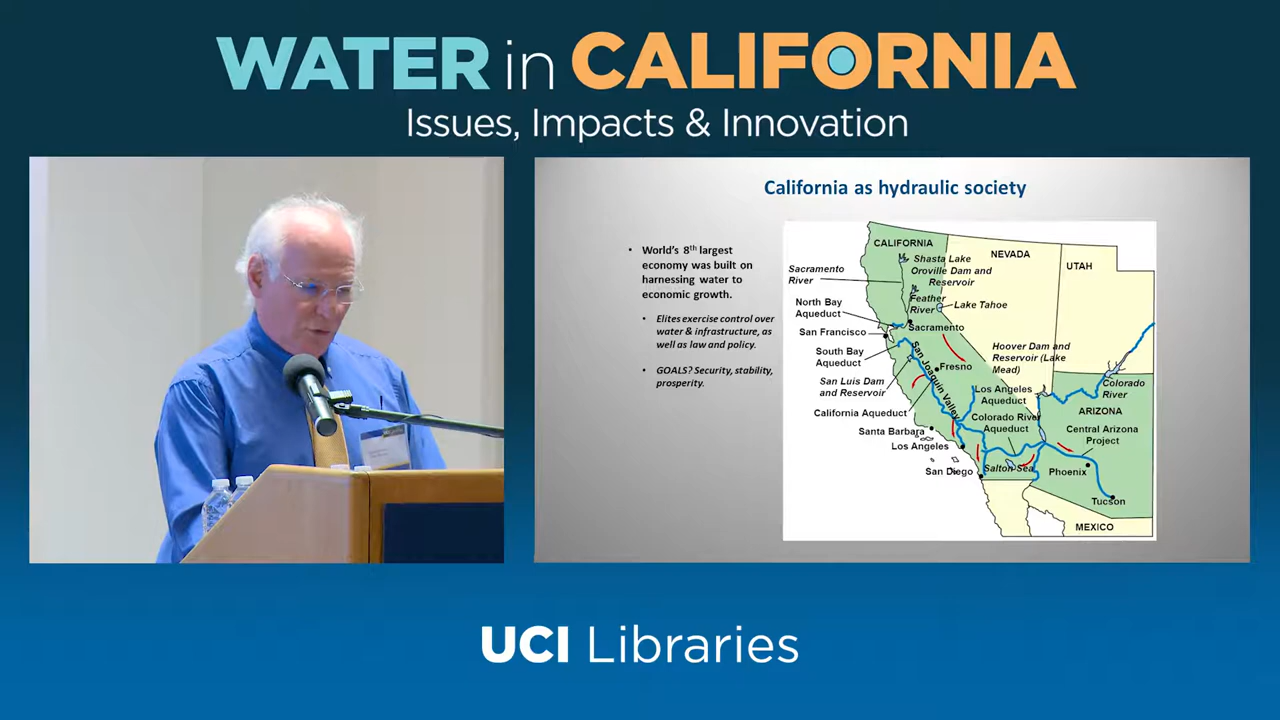 WATER in CALIFORNIA
Issues, Impacts & Innovation
California as hydraulic society
• World's 8th largest
economy was built on
harnessing water to
economic growth.
• Elites exercise control over
water & infrastructure, as
well as law and policy.
• GOALS? Security, stability,
prosperity.
CALIFORNIA
NEVADA
UTAH
Shasta Lake
Oroville Dam and
Reservoir
Sacramento
River
Feather
River
Lake Tahoe
North Bay
Aqueduct
Sacramento
San Francisco
South Bay
Aqueduct
San Joaquin Valley
Fresno
Hoover Dam and
Reservoir (Lake
Mead)
San Luis Dam
and Reservoir
Los Angeles
Aqueduct
Colorado
River
California Aqueduct
Colorado River
Aqueduct
ARIZONA
Central Arizona
Project
Santa Barbara
Los Angeles
San Diego
Salton Sea
Phoenix
Tucson
MEXICO
UCI Libraries